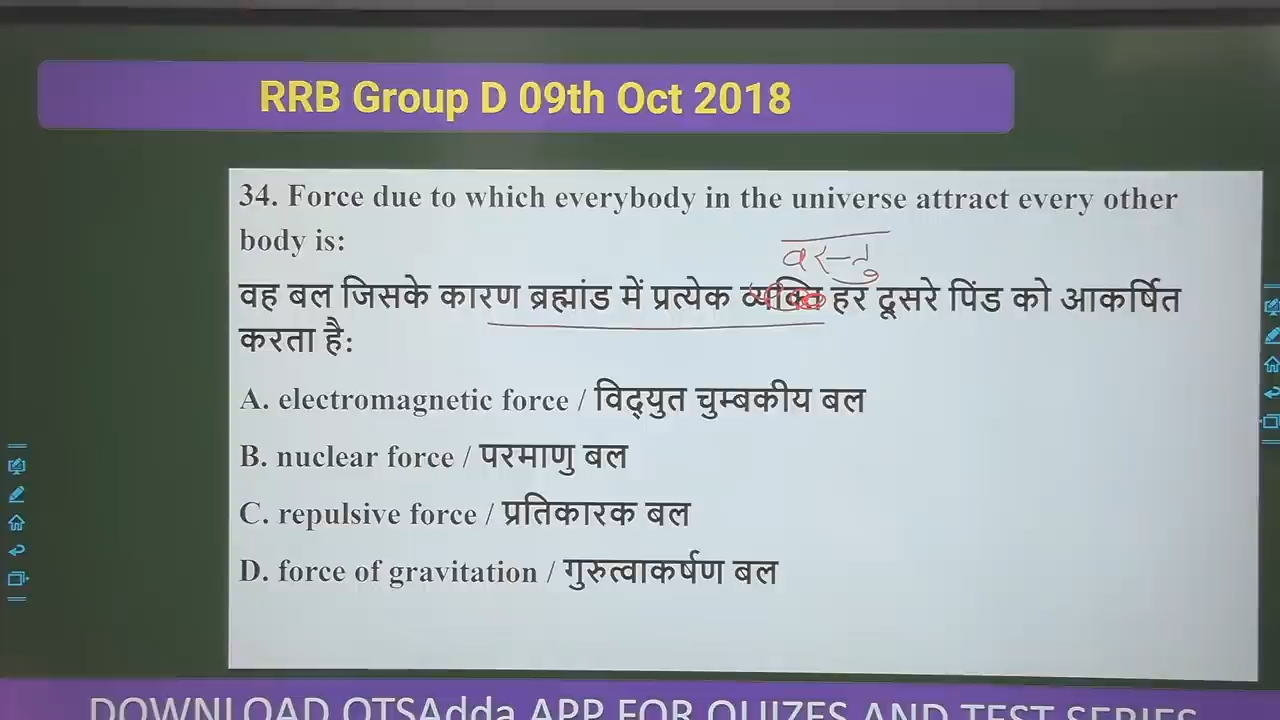 RRB Group D 09th Oct 2018
34. Force due to which everybody in the universe attract every other
body is:
वस्तु
वह बल जिसके कारण ब्रह्मांड में प्रत्येक व्यक्ति हर दूसरे पिंड को आकर्षित
करता है:
A. electromagnetic force / विद्युत चुम्बकीय बल
B. nuclear force / परमाणु बल
C. repulsive force / प्रतिकारक बल
D. force of gravitation / गुरुत्वाकर्षण बल
DOWNLOAD OTSAdda APP FOR QUIZES AND TEST SERIES